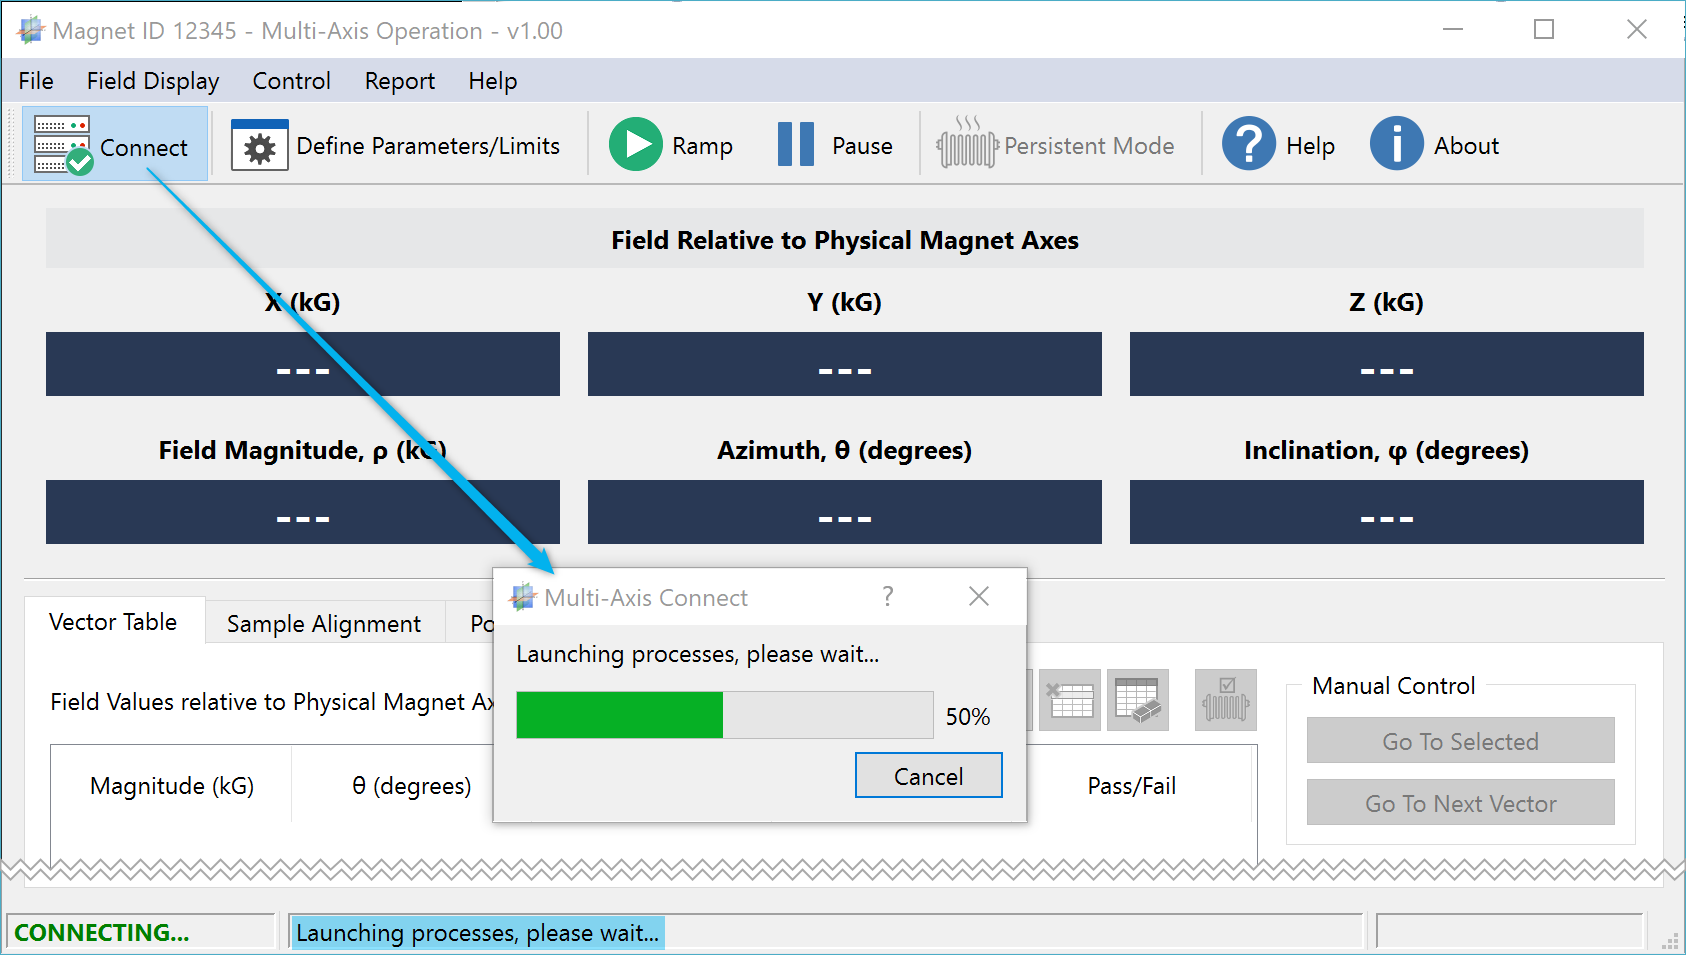 Magnet ID 12345 - Multi-Axis Operation - v1.00
File Field Display Control Report Help
Connect Define Parameters/Limits Ramp Pause Persistent Mode ? Help i About
Field Relative to Physical Magnet Axes
X (kG) Y (kG) Z (kG)
--- --- ---
Field Magnitude, ρ (kG) Azimuth, θ (degrees) Inclination, φ (degrees)
--- --- ---
Multi-Axis Connect ?
Launching processes, please wait...
50%
Cancel
Vector Table Sample Alignment Po
Field Values relative to Physical Magnet Ax
Magnitude (kG) θ (degrees) Pass/Fail
Manual Control
Go To Selected
Go To Next Vector
CONNECTING... Launching processes, please wait...